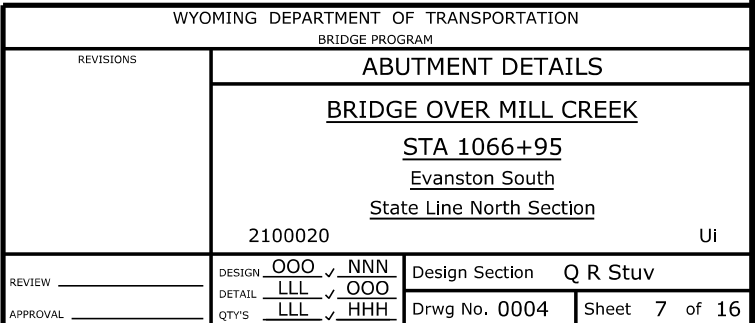 WYOMING DEPARTMENT OF TRANSPORTATION
BRIDGE PROGRAM
REVISIONS
ABUTMENT DETAILS
BRIDGE OVER MILL CREEK
STA 1066+95
Evanston South
State Line North Section
2100020 Ui
REVIEW
APPROVAL
DESIGN OOO ✓ NNN
DETAIL LLL ✓ OOO
QTY'S LLL ✓ HHH
Design Section Q R Stuv
Drwg No. 0004 Sheet 7 of 16